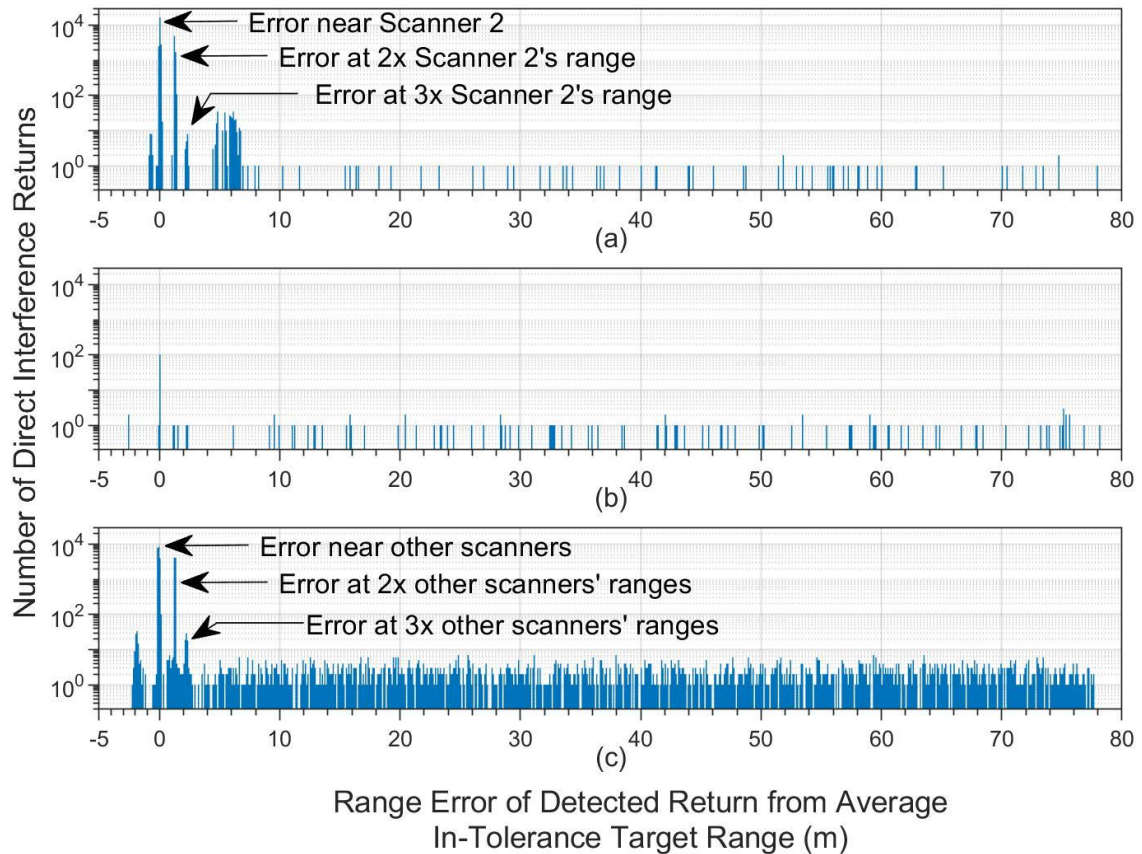 Number of Direct Interference Returns
10^4
10^2
10^0
Error near Scanner 2
Error at 2x Scanner 2's range
Error at 3x Scanner 2's range
-5 0 10 20 30 40 50 60 70 80
(a)
10^4
10^2
10^0
-5 0 10 20 30 40 50 60 70 80
(b)
10^4
10^2
10^0
Error near other scanners
Error at 2x other scanners' ranges
Error at 3x other scanners' ranges
-5 0 10 20 30 40 50 60 70 80
(c)
Range Error of Detected Return from Average
In-Tolerance Target Range (m)